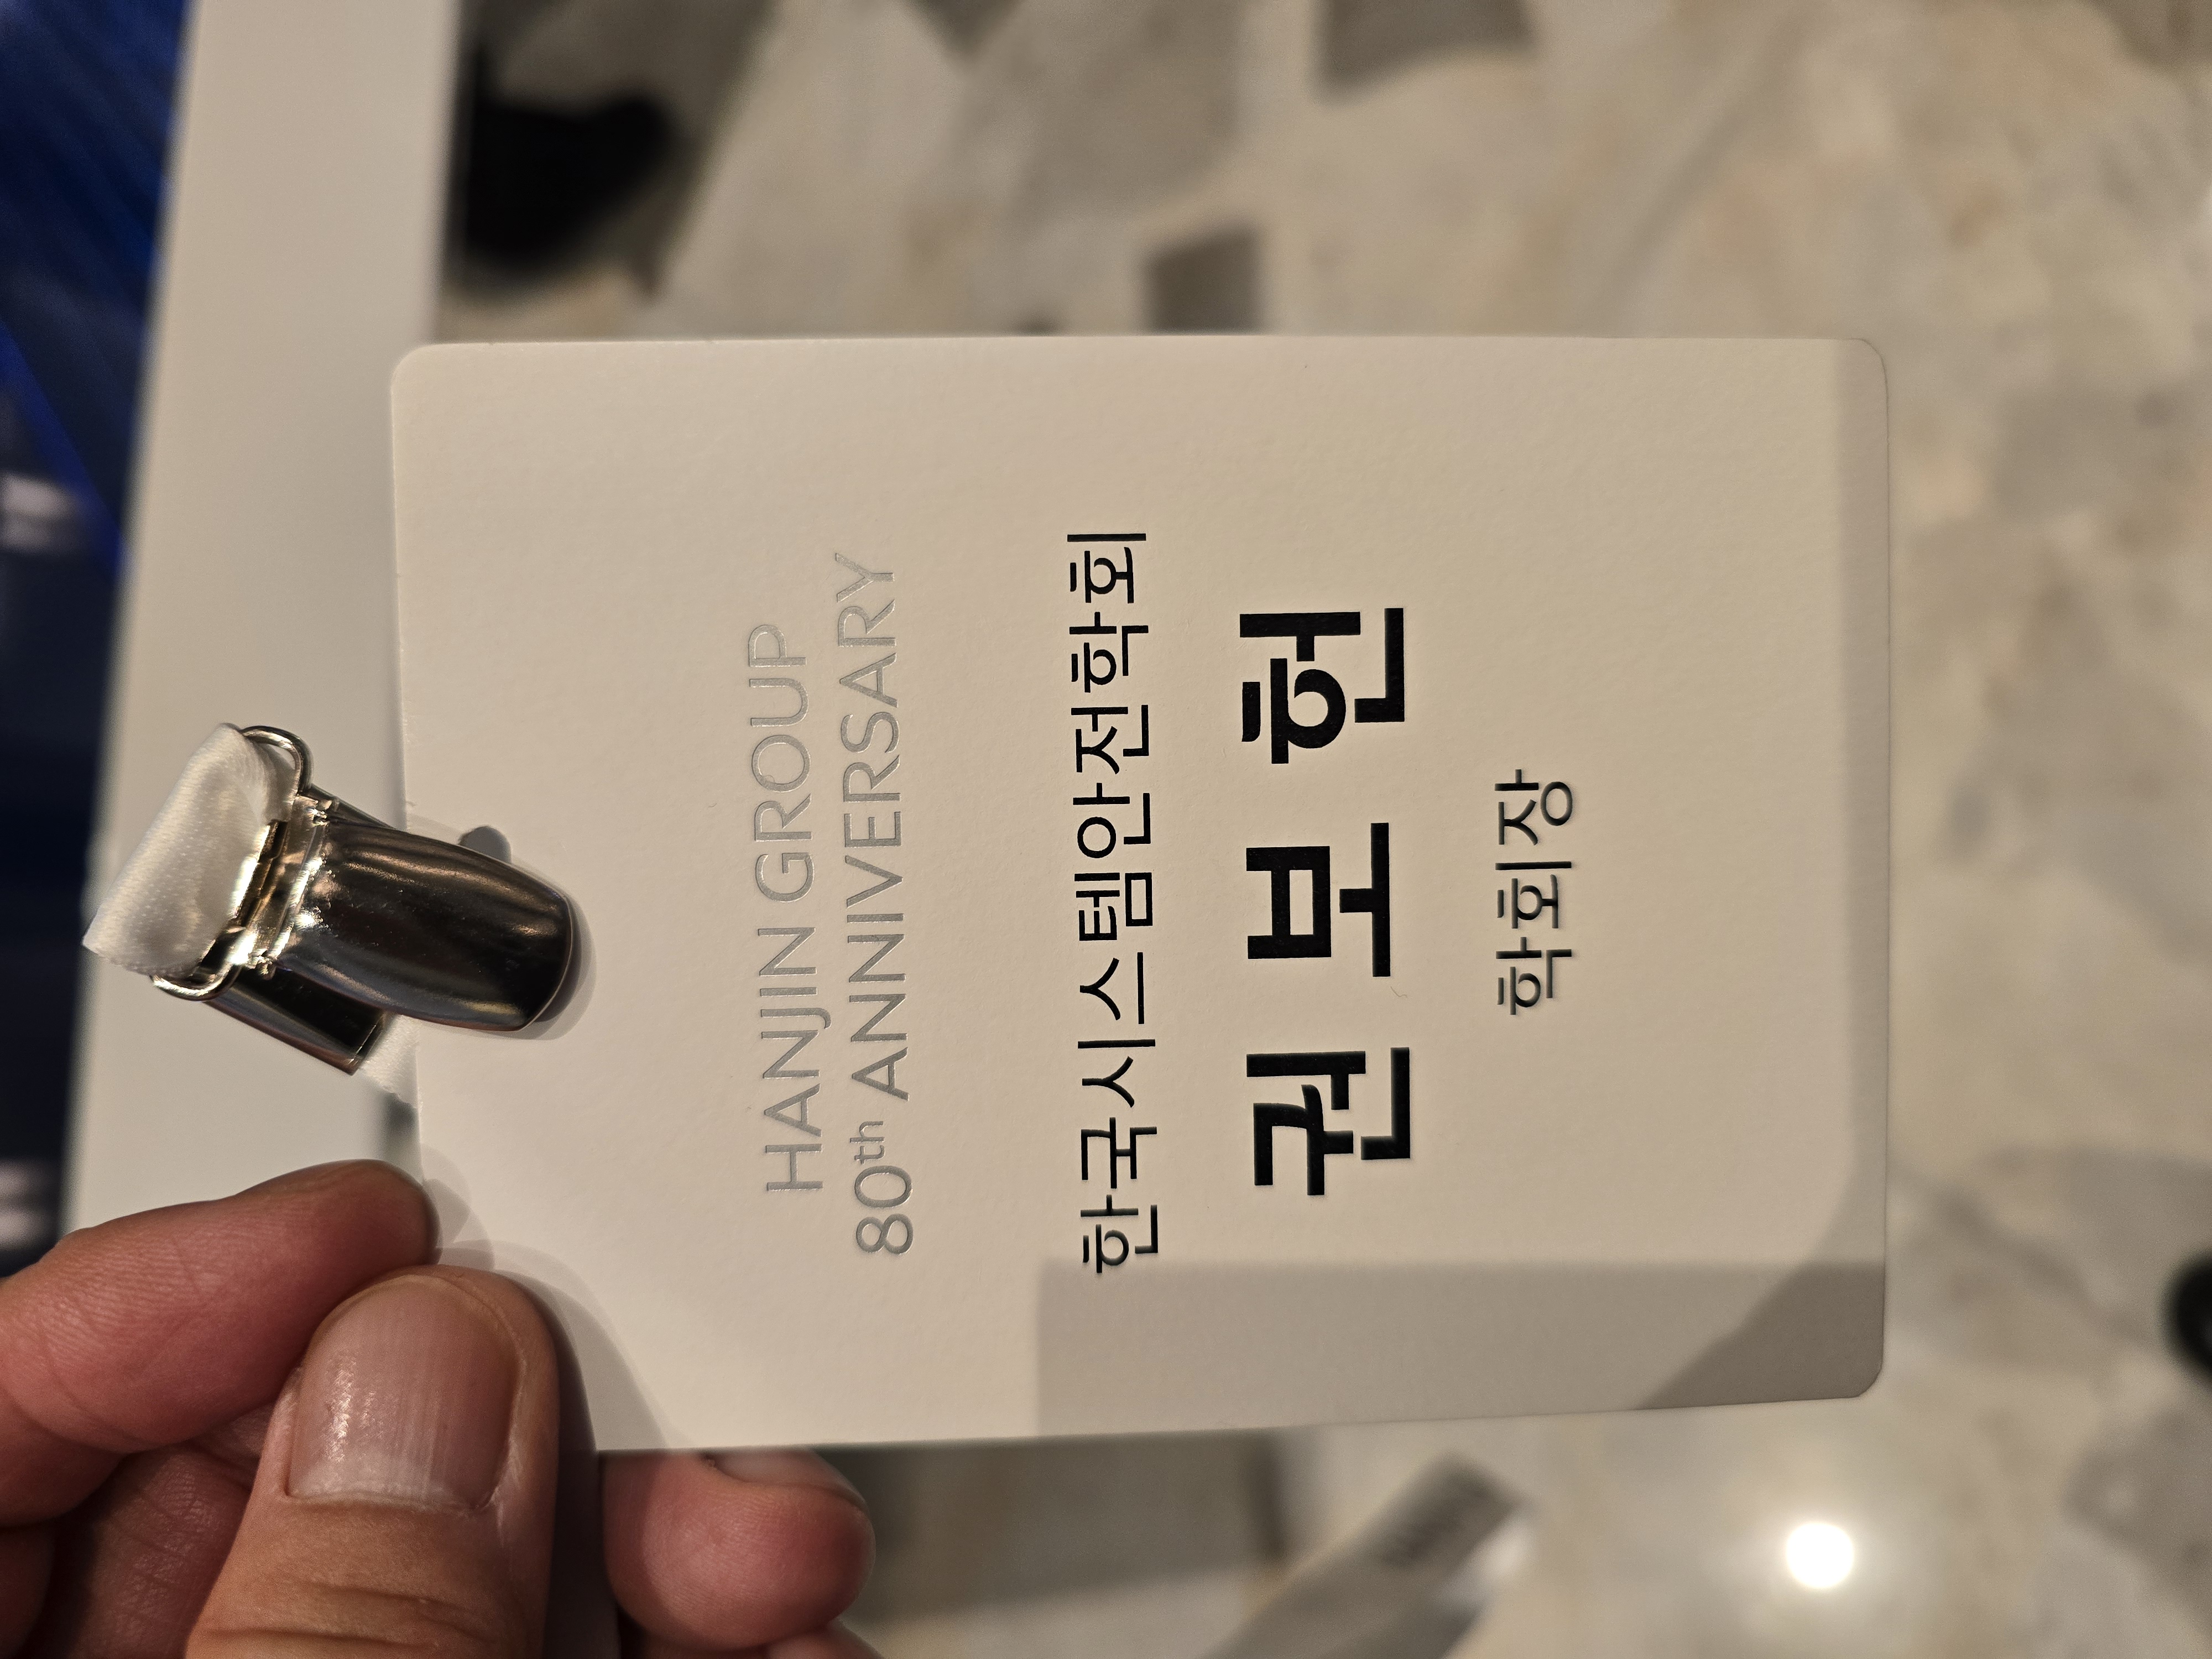 HANJIN GROUP
80th ANNIVERSARY
한국시스템안전학회
권 보 헌
학회장